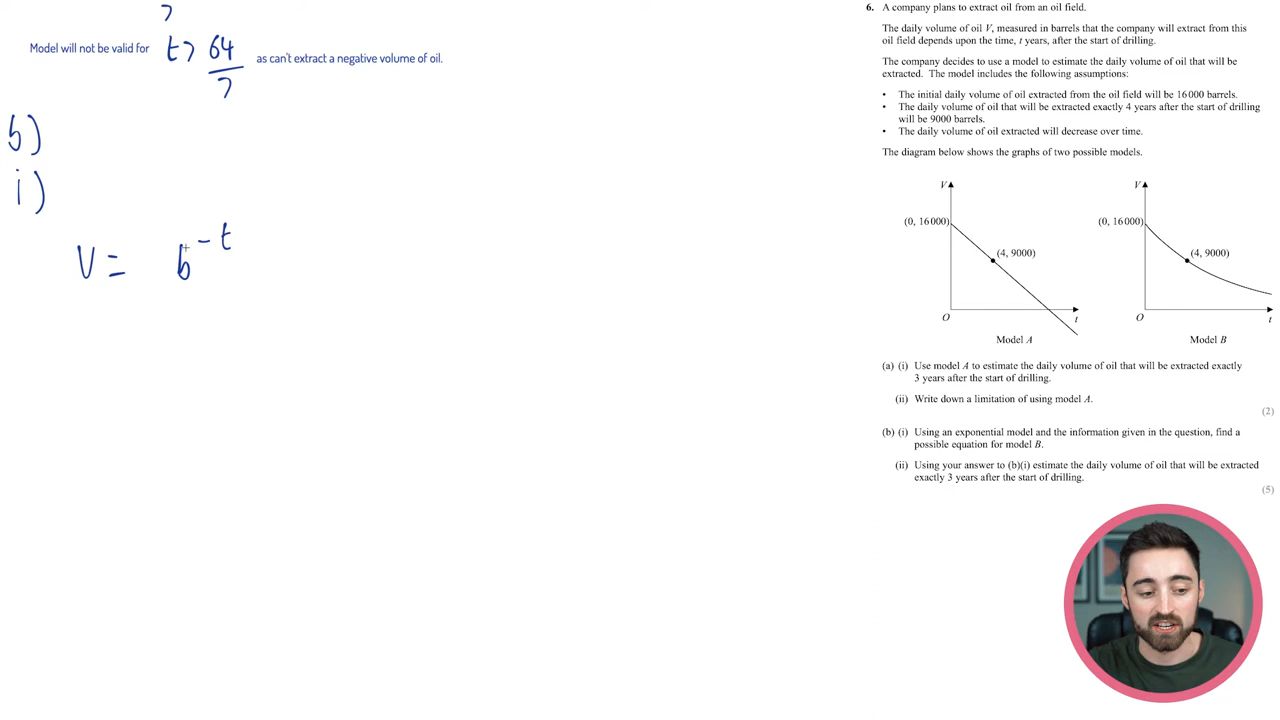 7
Model will not be valid for t > 64/7 as can't extract a negative volume of oil.
b)
i)
V = b^-t
6. A company plans to extract oil from an oil field.
The daily volume of oil V, measured in barrels that the company will extract from this
oil field depends upon the time, t years, after the start of drilling.
The company decides to use a model to estimate the daily volume of oil that will be
extracted. The model includes the following assumptions:
• The initial daily volume of oil extracted from the oil field will be 16 000 barrels.
• The daily volume of oil that will be extracted exactly 4 years after the start of drilling
will be 9000 barrels.
• The daily volume of oil extracted will decrease over time.
The diagram below shows the graphs of two possible models.
V
(0, 16 000)
(4, 9000)
O
t
Model A
V
(0, 16 000)
(4, 9000)
O
t
Model B
(a) (i) Use model A to estimate the daily volume of oil that will be extracted exactly
3 years after the start of drilling.
(ii) Write down a limitation of using model A.
(2)
(b) (i) Using an exponential model and the information given in the question, find a
possible equation for model B.
(ii) Using your answer to (b)(i) estimate the daily volume of oil that will be extracted
exactly 3 years after the start of drilling.
(5)